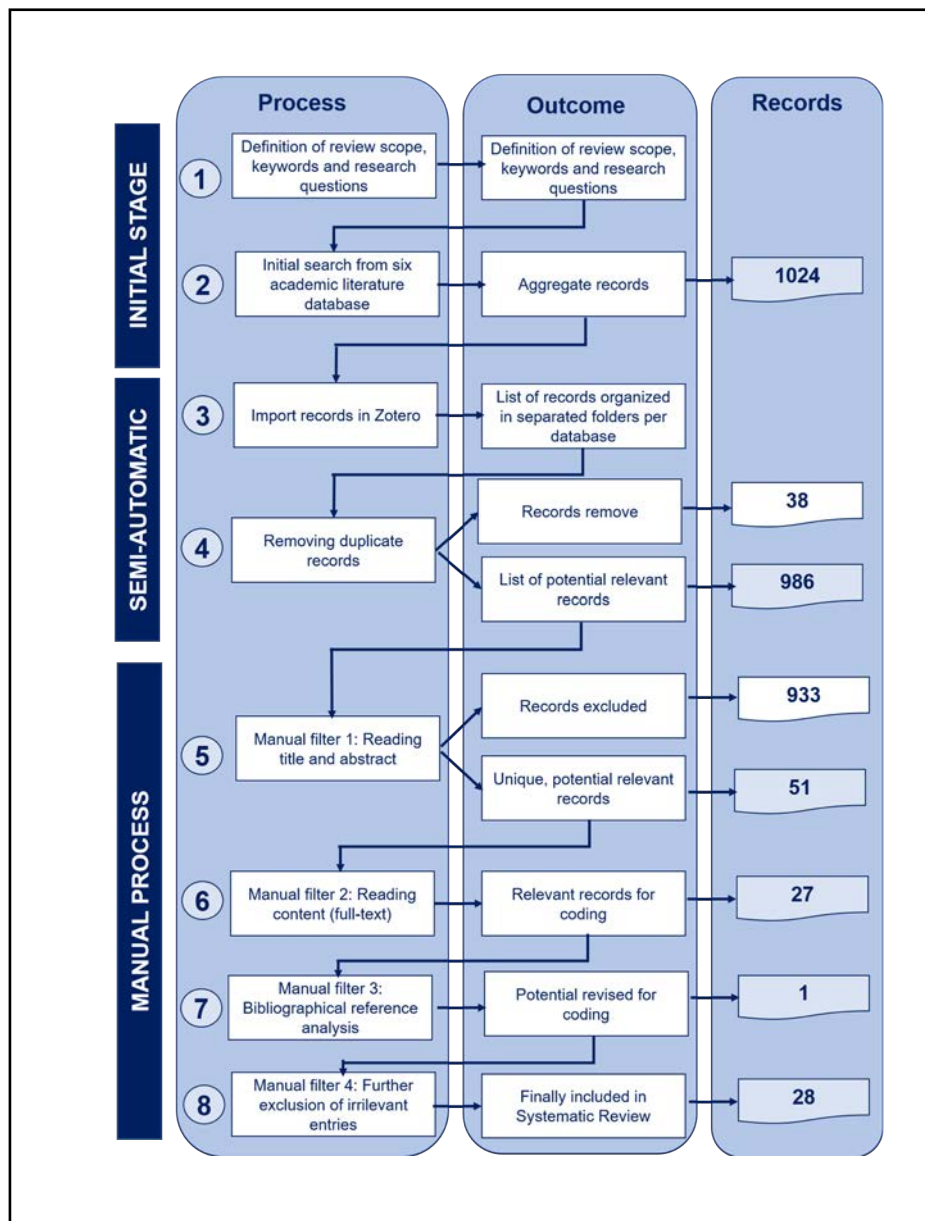 Process
Outcome
Records
INITIAL STAGE
1
Definition of review scope,
keywords and research
questions
Definition of review scope,
keywords and research
questions
2
Initial search from six
academic literature
database
Aggregate records
1024
SEMI-AUTOMATIC
3
Import records in Zotero
List of records organized
in separated folders per
database
4
Removing duplicate
records
Records remove
38
List of potential relevant
records
986
MANUAL PROCESS
5
Manual filter 1: Reading
title and abstract
Records excluded
933
Unique, potential relevant
records
51
6
Manual filter 2: Reading
content (full-text)
Relevant records for
coding
27
7
Manual filter 3:
Bibliographical reference
analysis
Potential revised for
coding
1
8
Manual filter 4: Further
exclusion of irrilevant
entries
Finally included in
Systematic Review
28